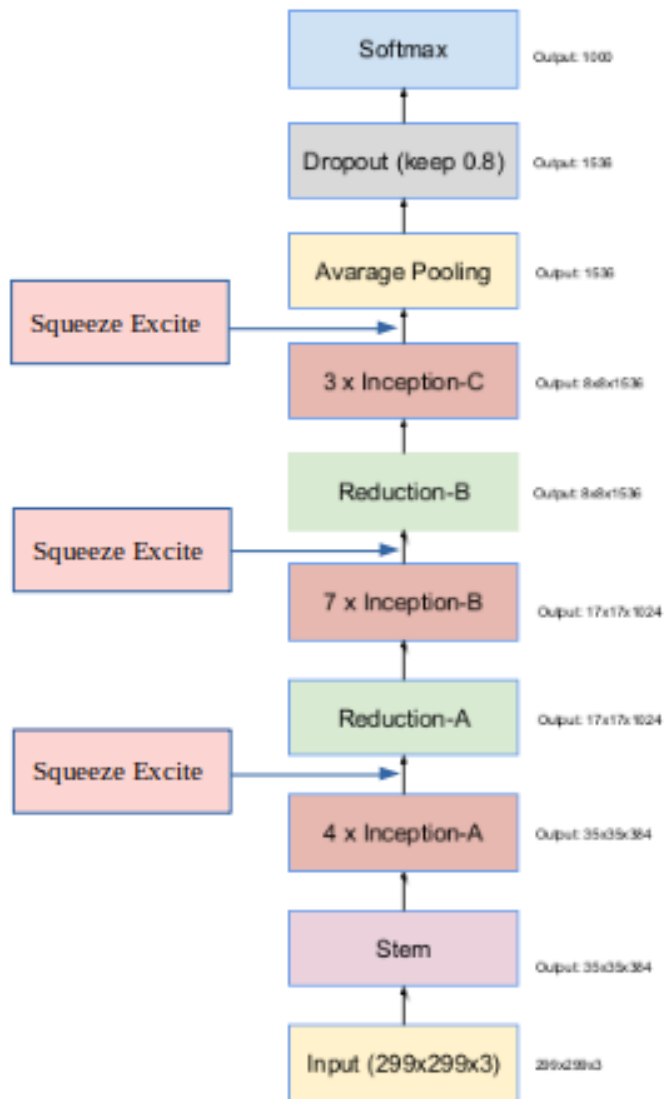 Softmax
Output: 1000
Dropout (keep 0.8)
Output: 1536
Avarage Pooling
Output: 1536
Squeeze Excite
3 x Inception-C
Output: 8x8x1536
Reduction-B
Output: 8x8x1536
Squeeze Excite
7 x Inception-B
Output: 17x17x1024
Reduction-A
Output: 17x17x1024
Squeeze Excite
4 x Inception-A
Output: 35x35x384
Stem
Output: 35x35x384
Input (299x299x3)
299x299x3